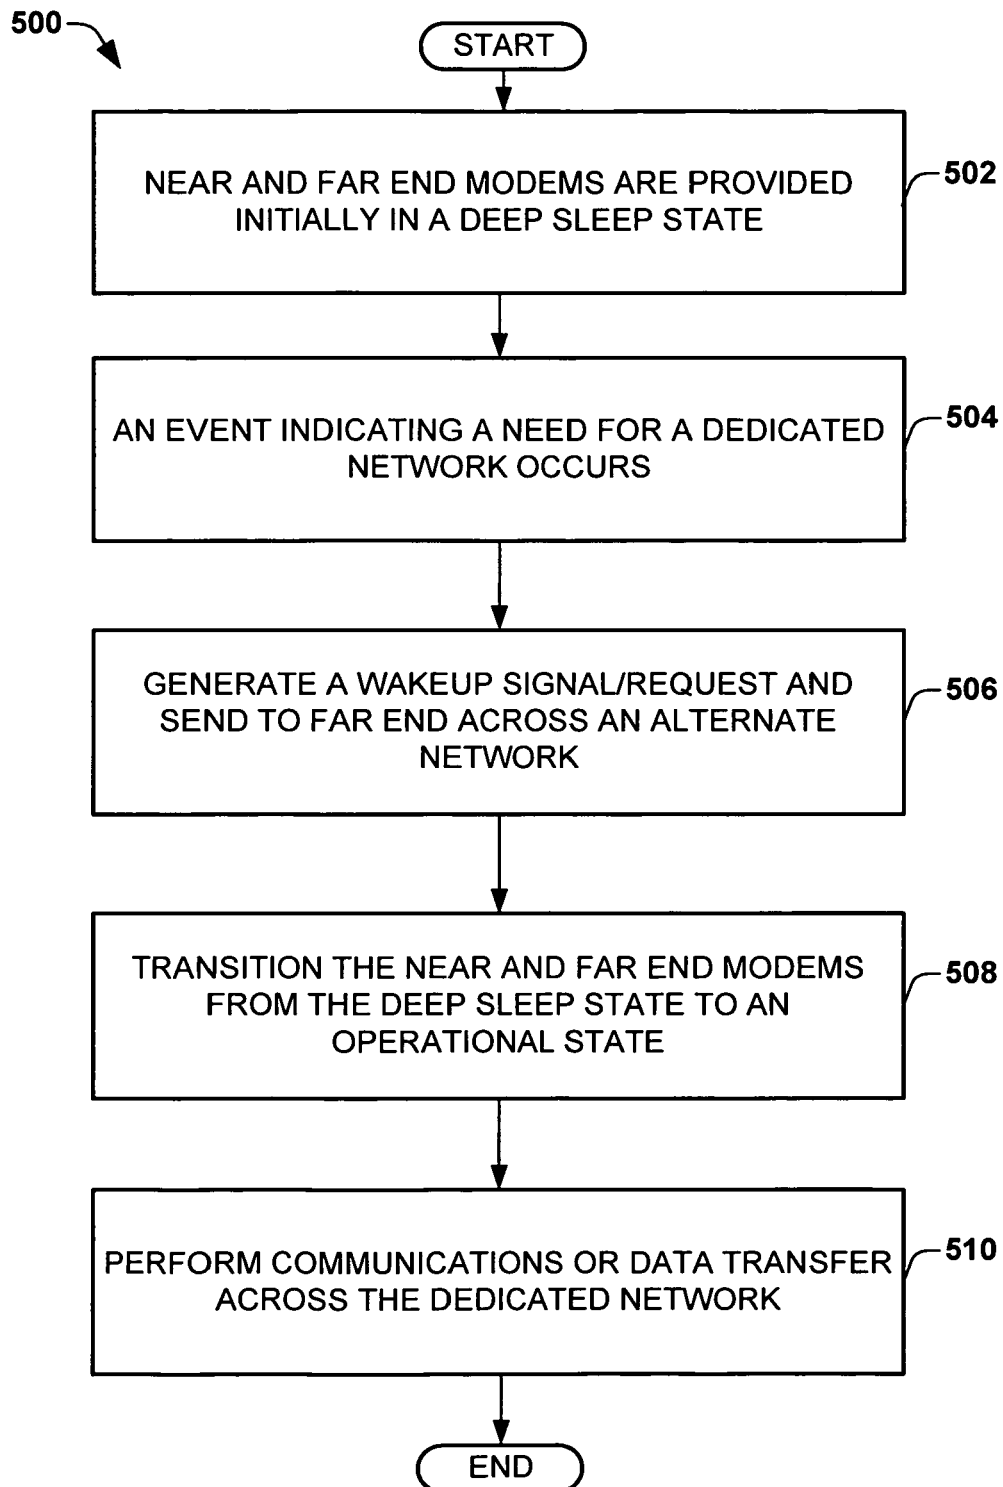 500
START
NEAR AND FAR END MODEMS ARE PROVIDED
INITIALLY IN A DEEP SLEEP STATE
502
AN EVENT INDICATING A NEED FOR A DEDICATED
NETWORK OCCURS
504
GENERATE A WAKEUP SIGNAL/REQUEST AND
SEND TO FAR END ACROSS AN ALTERNATE
NETWORK
506
TRANSITION THE NEAR AND FAR END MODEMS
FROM THE DEEP SLEEP STATE TO AN
OPERATIONAL STATE
508
PERFORM COMMUNICATIONS OR DATA TRANSFER
ACROSS THE DEDICATED NETWORK
510
END